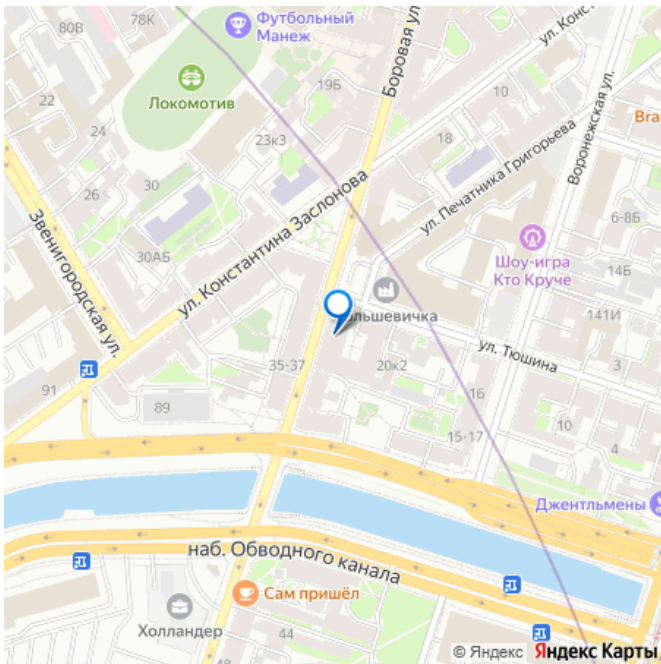 80В
78К
Футбольный
Манеж
Боровая ул.
ул. Конст
22
24
Локомотив
19Б
10
23к3
18
ул. Печатника Григорьева
Воронежская ул.
Bra
26
30
30АБ
Звенигородская ул.
ул. Константина Заслонова
6-8Б
Шоу-игра
Кто Круче
14Б
141И
льшевичка
ул. Тюшина
35-37
20к2
91
89
16
15-17
10
4
Джентльмены
наб. Обводного канала
Сам пришёл
Холландер
44
48
© Яндекс Яндекс Карты